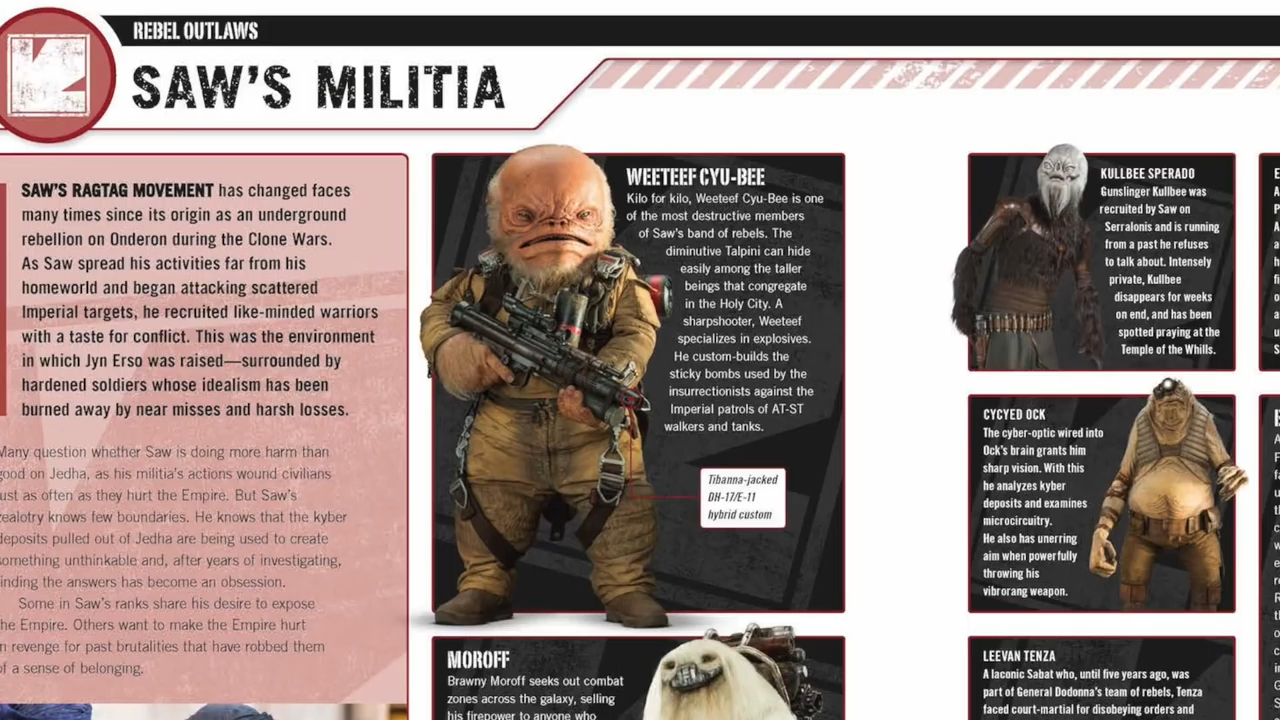 REBEL OUTLAWS
SAW'S MILITIA
SAW'S RAGTAG MOVEMENT has changed faces
many times since its origin as an underground
rebellion on Onderon during the Clone Wars.
As Saw spread his activities far from his
homeworld and began attacking scattered
Imperial targets, he recruited like-minded warriors
with a taste for conflict. This was the environment
in which Jyn Erso was raised—surrounded by
hardened soldiers whose idealism has been
burned away by near misses and harsh losses.
Many question whether Saw is doing more harm than
good on Jedha, as his militia's actions wound civilians
just as often as they hurt the Empire. But Saw's
zealotry knows few boundaries. He knows that the kyber
deposits pulled out of Jedha are being used to create
something unthinkable and, after years of investigating,
finding the answers has become an obsession.
Some in Saw's ranks share his desire to expose
the Empire. Others want to make the Empire hurt
in revenge for past brutalities that have robbed them
of a sense of belonging.
WEETEEF CYU-BEE
Kilo for kilo, Weeteef Cyu-Bee is one
of the most destructive members
of Saw's band of rebels. The
diminutive Talpini can hide
easily among the taller
beings that congregate
in the Holy City. A
sharpshooter, Weeteef
specializes in explosives.
He custom-builds the
sticky bombs used by the
insurrectionists against the
Imperial patrols of AT-ST
walkers and tanks.
Tibanna-jacked
DH-17/E-11
hybrid custom
MOROFF
Brawny Moroff seeks out combat
zones across the galaxy, selling
his firepower to anyone who
KULLBEE SPERADO
Gunslinger Kullbee was
recruited by Saw on
Serralonis and is running
from a past he refuses
to talk about. Intensely
private, Kullbee
disappears for weeks
on end, and has been
spotted praying at the
Temple of the Whills.
CYCYED OCK
The cyber-optic wired into
Ock's brain grants him
sharp vision. With this
he analyzes kyber
deposits and examines
microcircuitry.
He also has unerring
aim when powerfully
throwing his
vibrorang weapon.
LEEVAN TENZA
A laconic Sabat who, until five years ago, was
part of General Dodonna's team of rebels, Tenza
faced court-martial for disobeying orders and